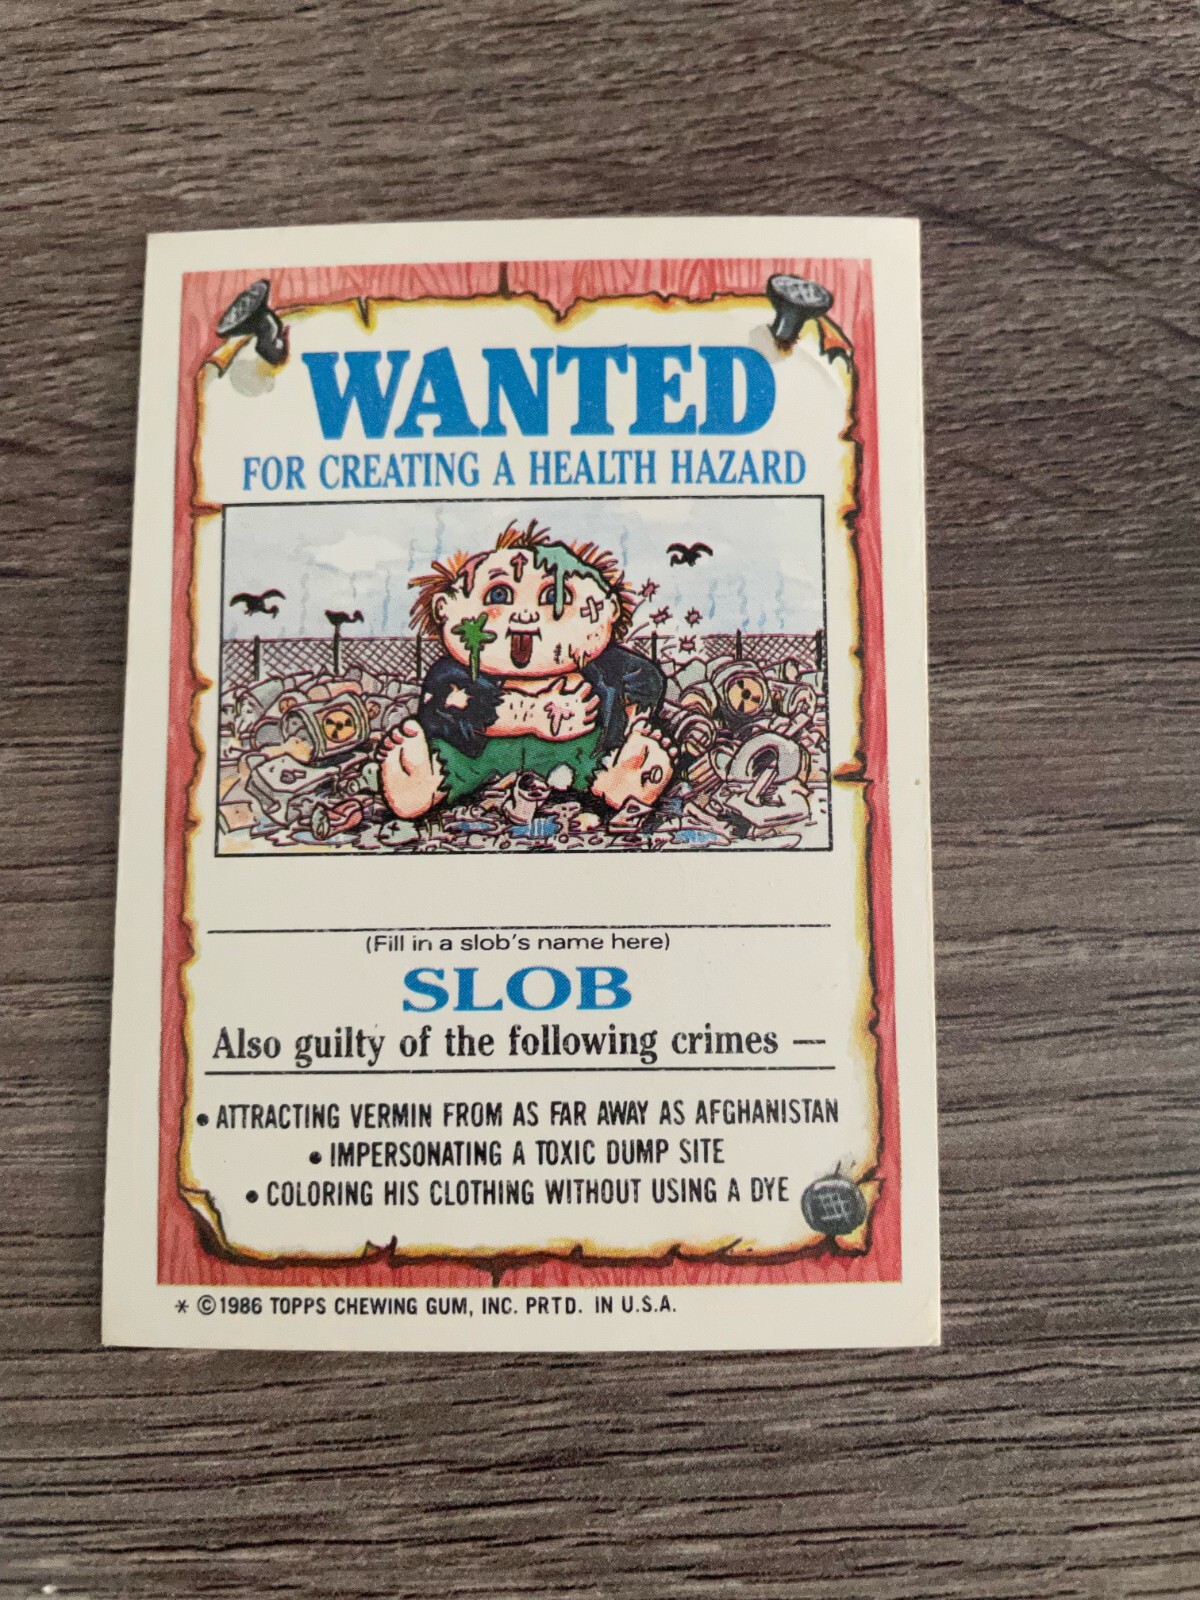 WANTED
FOR CREATING A HEALTH HAZARD
(Fill in a slob's name here)
SLOB
Also guilty of the following crimes —
• ATTRACTING VERMIN FROM AS FAR AWAY AS AFGHANISTAN
• IMPERSONATING A TOXIC DUMP SITE
• COLORING HIS CLOTHING WITHOUT USING A DYE
* ©1986 TOPPS CHEWING GUM, INC. PRTD. IN U.S.A.